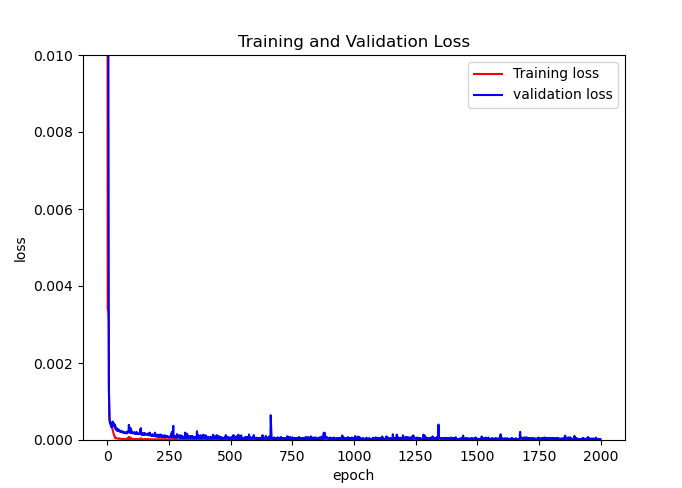 Training and Validation Loss
0.010
0.008
0.006
0.004
0.002
0.000
loss
Training loss
validation loss
0 250 500 750 1000 1250 1500 1750 2000
epoch